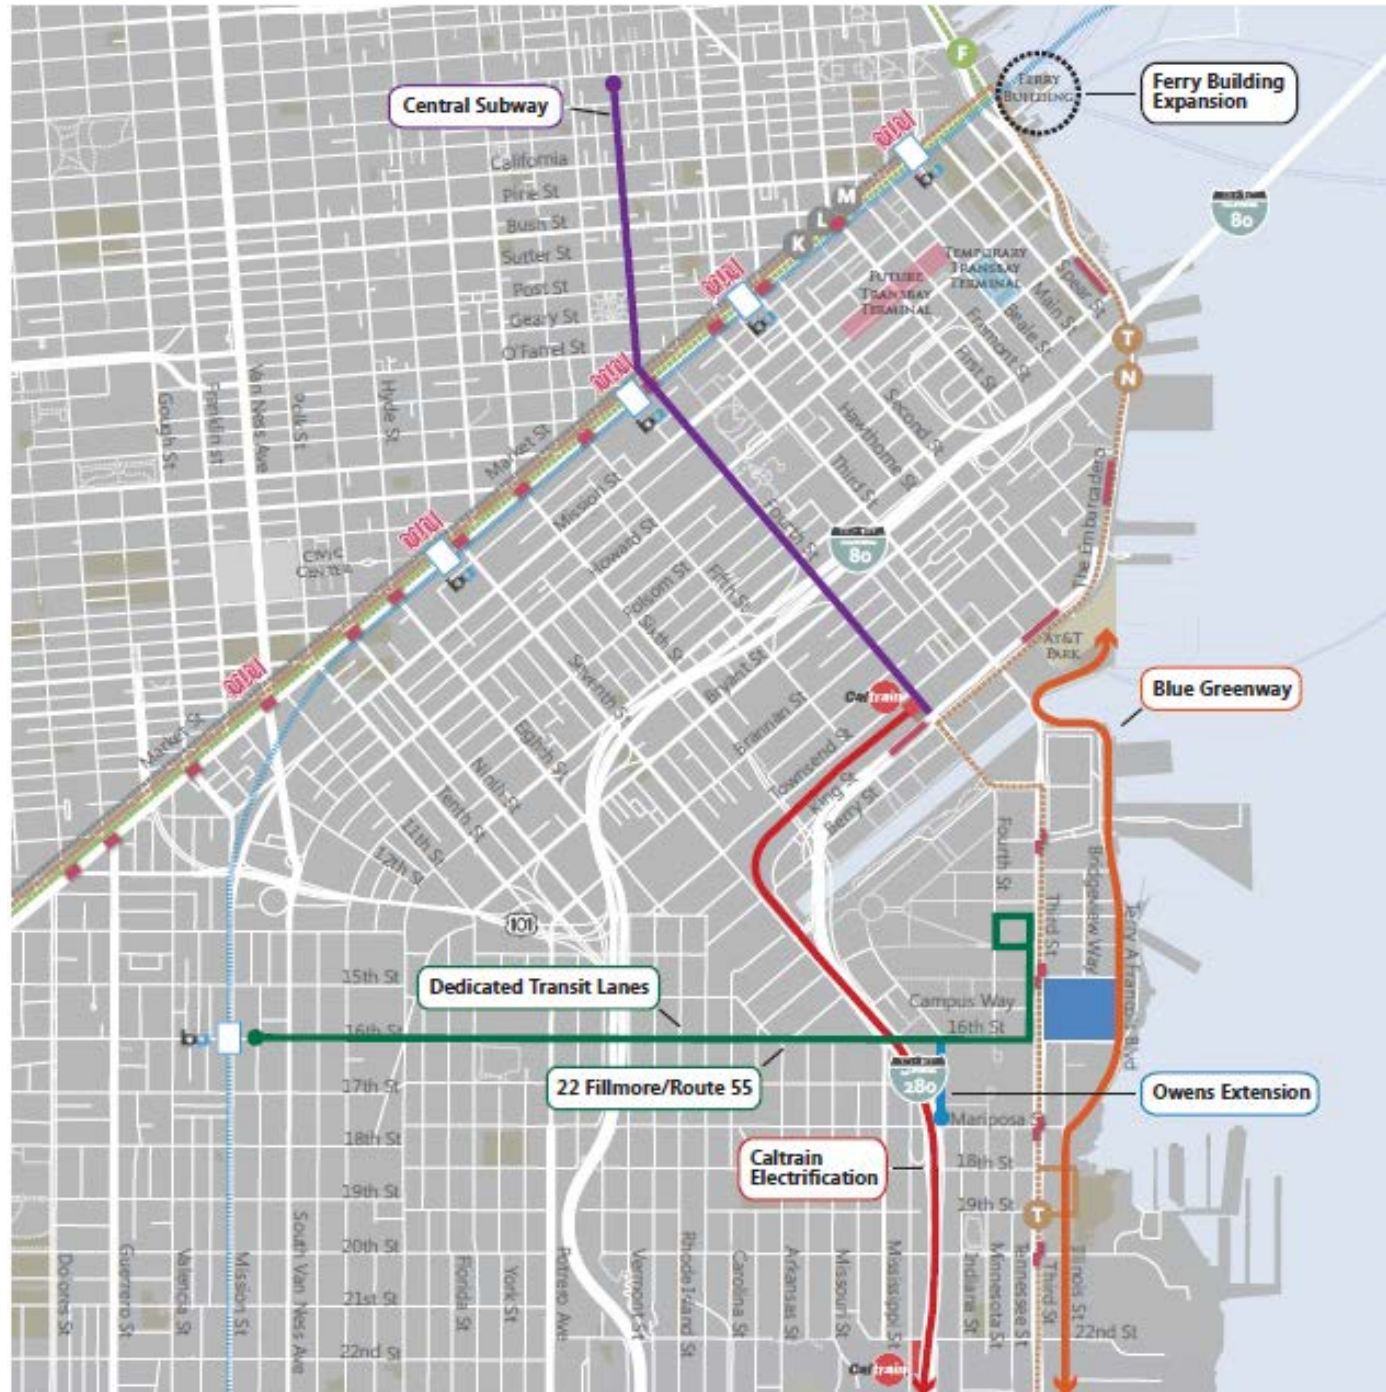 F
FERRY
BUILDING
Ferry Building
Expansion
Central Subway
California
Pine St
Bush St
Sutter St
Post St
Geary St
O'Farrel St
M
L
K
80
TEMPORARY
TRANSBAY
TERMINAL
FUTURE
TRANSBAY
TERMINAL
Spear St
Main St
Beale St
Fremont St
First St
T
N
Gough St
Franklin St
Van Ness Ave
Polk St
Hyde St
Market St
Second St
Hawthorne St
Third St
Mission St
Fourth St
Howard St
80
The Embarcadero
CIVIC
CENTER
Folsom St
Fifth St
Sixth St
Seventh St
Bryant St
AT&T
PARK
Blue Greenway
Caltrain
Brannan St
Market St
Eighth St
Townsend St
Ninth St
King St
Tenth St
Berry St
11th St
12th St
Fourth St
Bridgeview Way
Third St
Terry A Francois Blvd
101
15th St
Dedicated Transit Lanes
Campus Way
ba
16th St
16th St
17th St
22 Fillmore/Route 55
280
Owens Extension
Mariposa S
18th St
Caltrain
Electrification
18th St
19th St
19th St
T
20th St
Dolores St
Guerrero St
Valencia St
Mission St
South Van Ness Ave
Florida St
York St
Potrero Ave
Vermont St
Rhode Island St
Carolina St
Arkansas St
Missouri St
Mississippi St
Indiana St
Minnesota St
Tennessee St
Third St
Illinois St
21st St
22nd St
22nd St
Caltrain